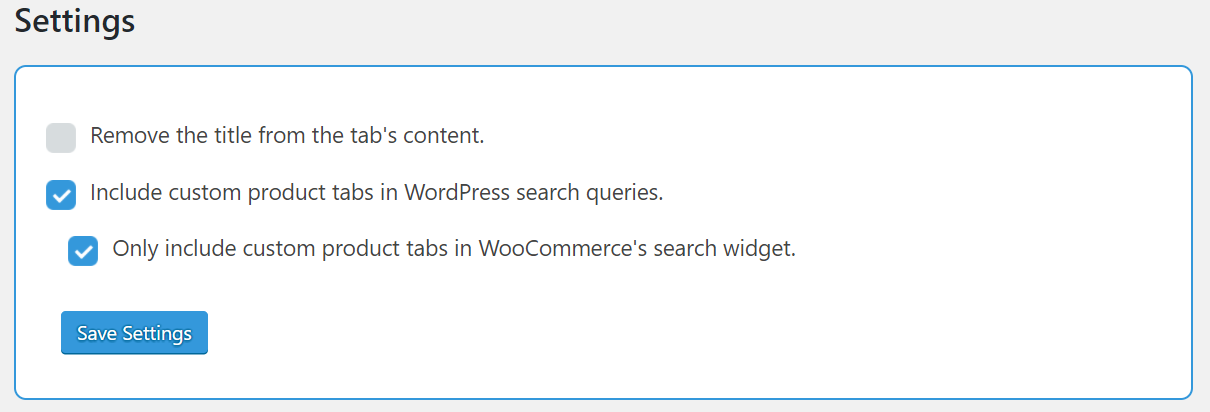 Settings
Remove the title from the tab's content.
Include custom product tabs in WordPress search queries.
Only include custom product tabs in WooCommerce's search widget.
Save Settings